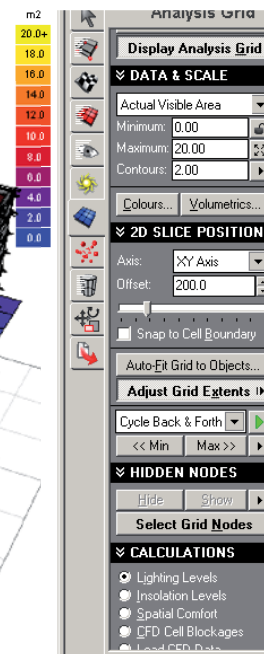 Analysis Grid
m2
20.0+
18.0
16.0
14.0
12.0
10.0
8.0
6.0
4.0
2.0
0.0
Display Analysis Grid
DATA & SCALE
Actual Visible Area
Minimum: 0.00
Maximum: 20.00
Contours: 2.00
Colours... Volumetrics...
2D SLICE POSITION
Axis: XY Axis
Offset: 200.0
Snap to Cell Boundary
Auto-Fit Grid to Objects...
Adjust Grid Extents
Cycle Back & Forth
<< Min Max >>
HIDDEN NODES
Hide Show
Select Grid Nodes
CALCULATIONS
Lighting Levels
Insolation Levels
Spatial Comfort
CFD Cell Blockages
Load CFD Data